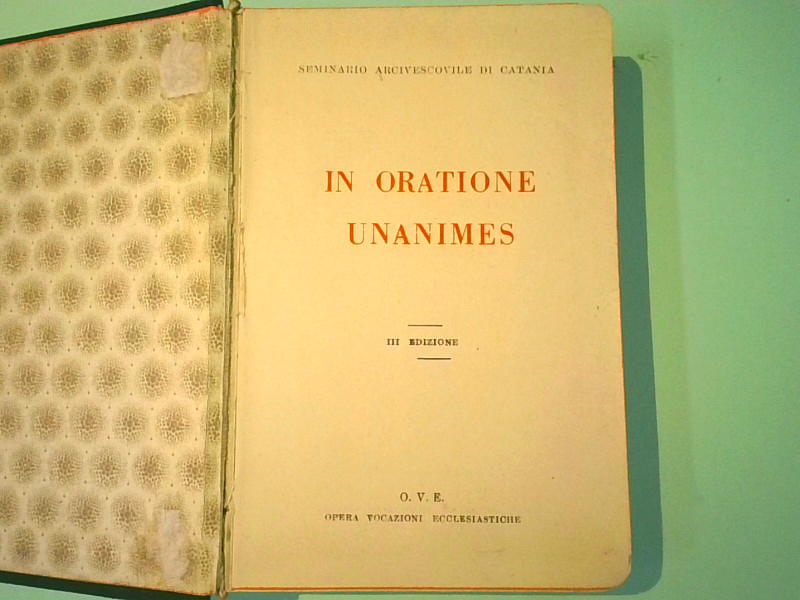 SEMINARIO ARCIVESCOVILE DI CATANIA
IN ORATIONE
UNANIMES
III EDIZIONE
O. V. E.
OPERA VOCAZIONI ECCLESIASTICHE